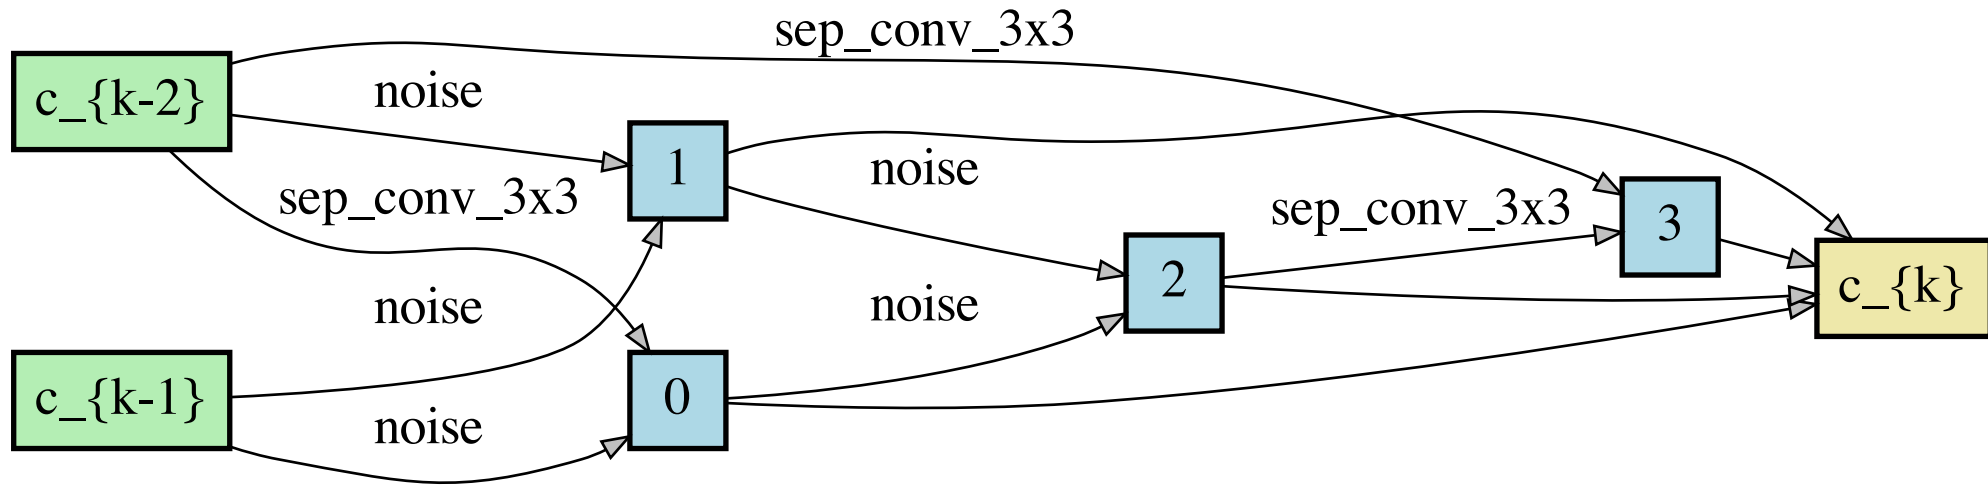 sep_conv_3x3
c_{k-2}
noise
1
noise
sep_conv_3x3
sep_conv_3x3
3
2
c_{k}
noise
noise
c_{k-1}
0
noise